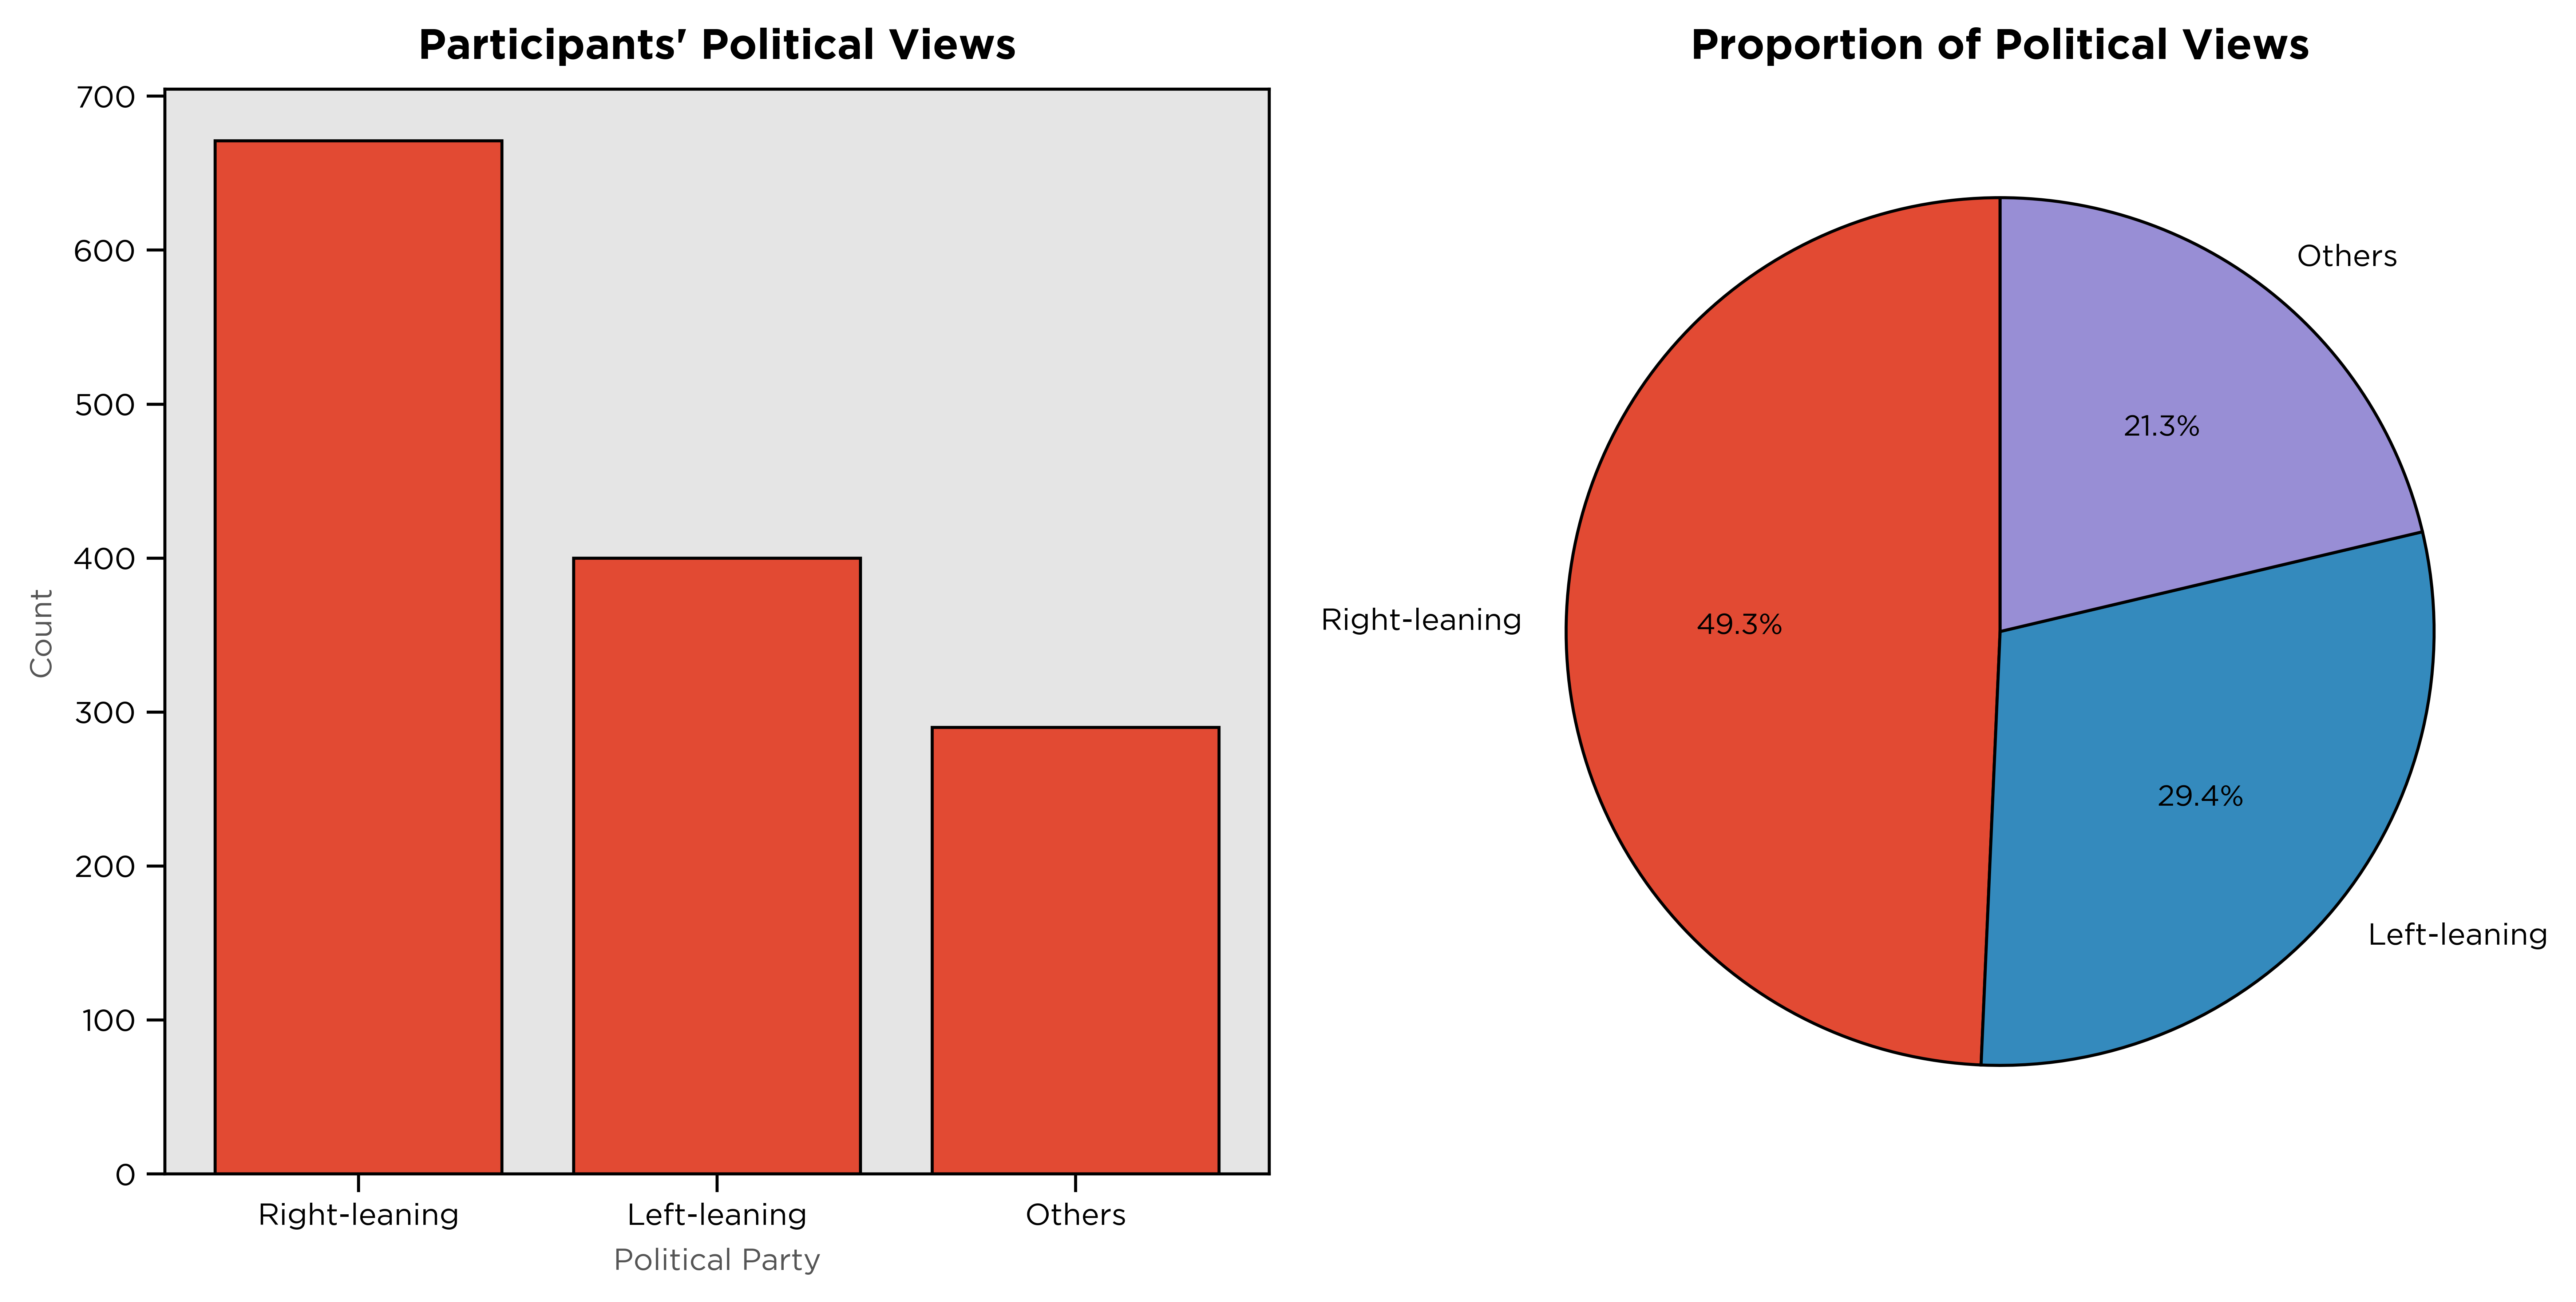 Participants' Political Views
700
600
500
400
300
200
100
0
Count
Right-leaning
Left-leaning
Others
Political Party
Proportion of Political Views
Others
21.3%
Right-leaning
49.3%
29.4%
Left-leaning